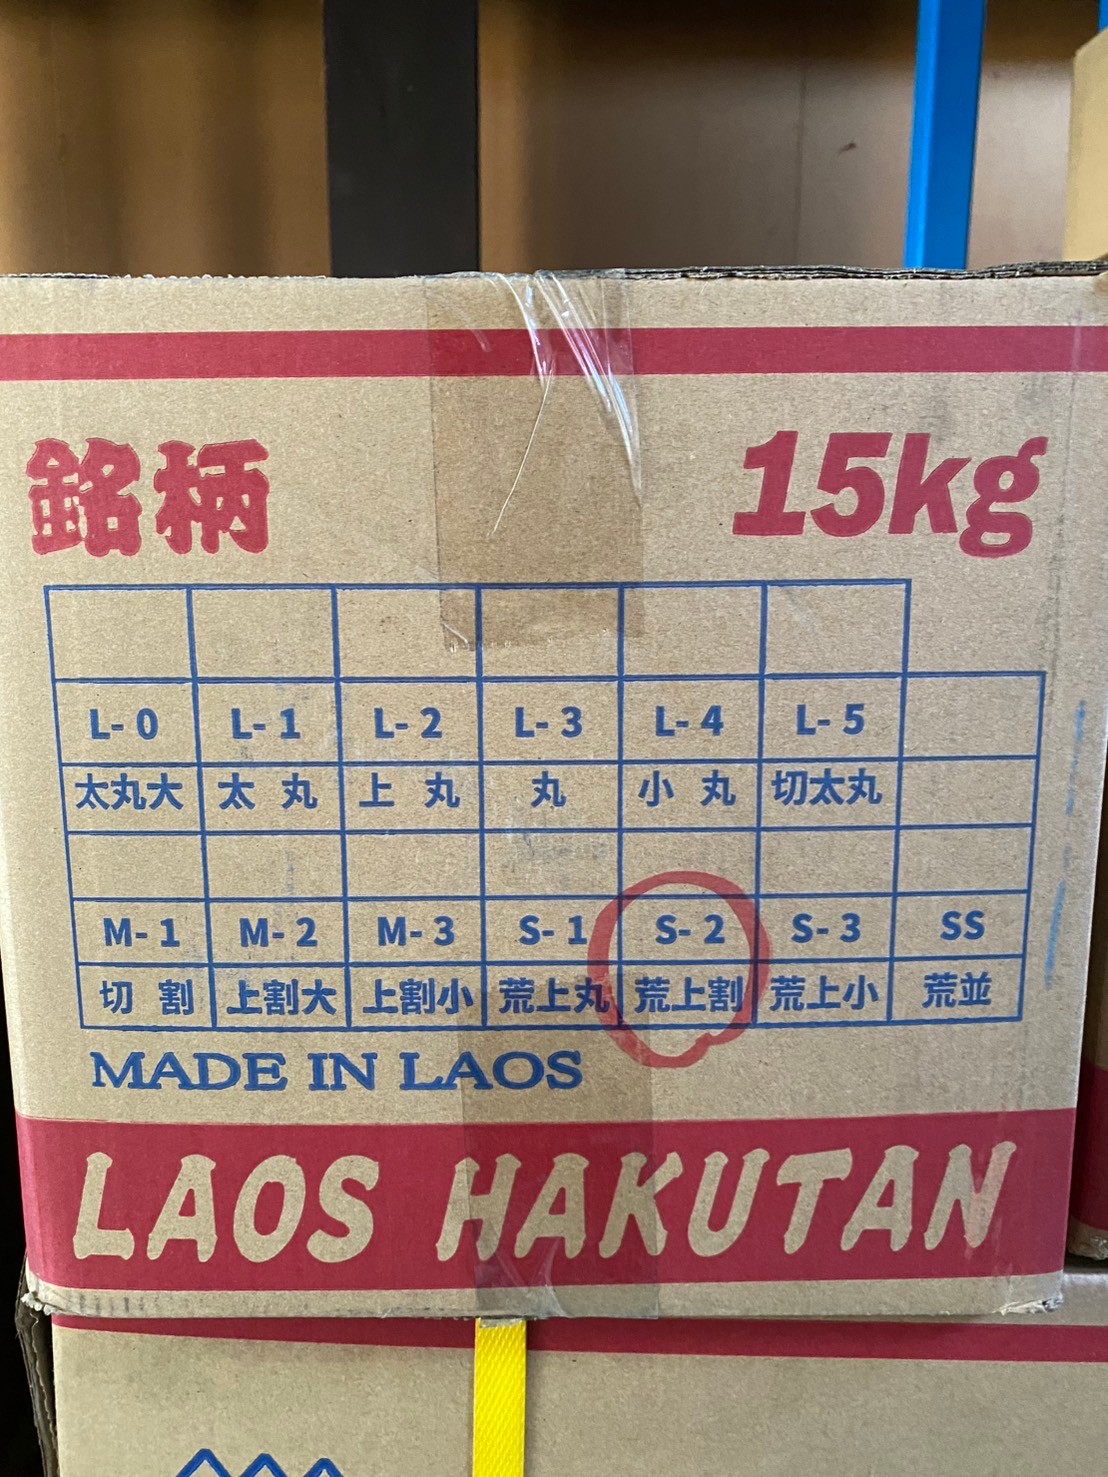 銘柄 15kg
L-0 L-1 L-2 L-3 L-4 L-5
太丸大 太丸 上丸 丸 小丸 切太丸
M-1 M-2 M-3 S-1 S-2 S-3 SS
切割 上割大 上割小 荒上丸 荒上割 荒上小 荒並
MADE IN LAOS
LAOS HAKUTAN